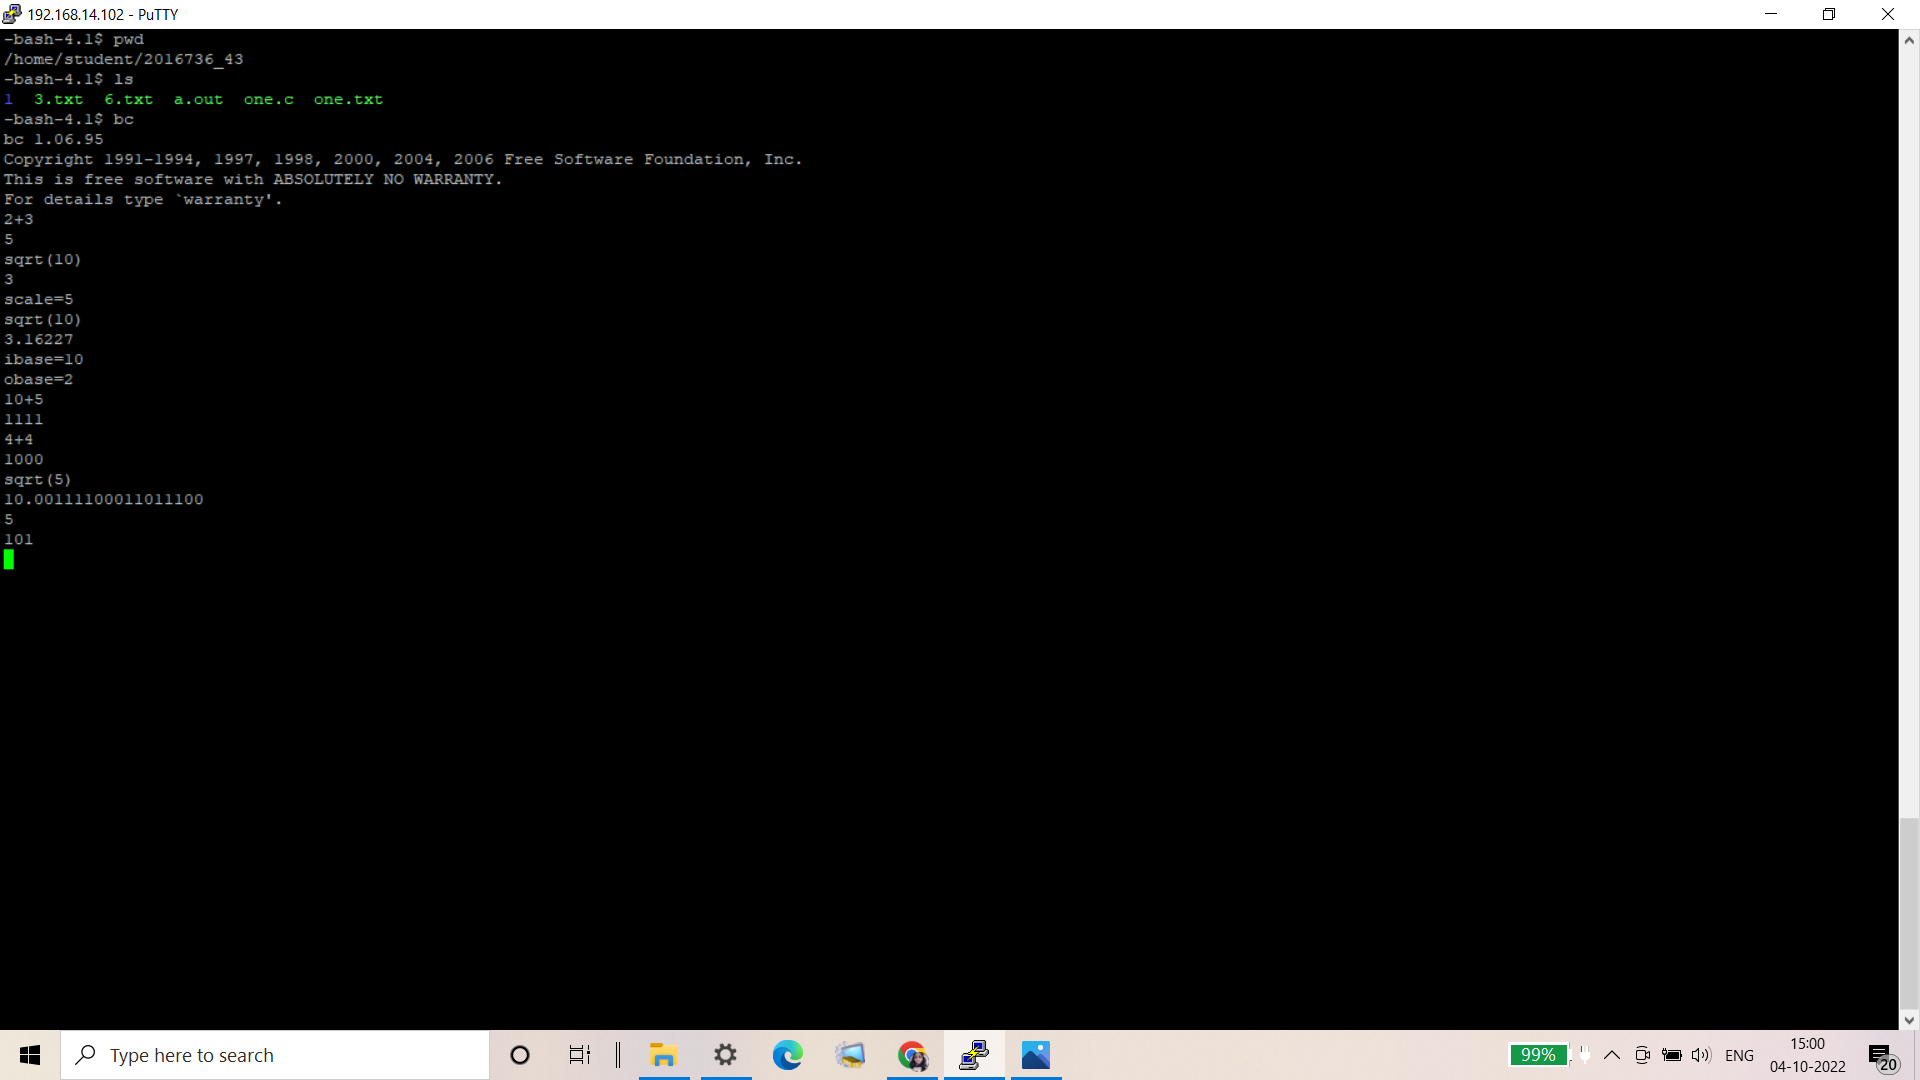 192.168.14.102 - PuTTY
-bash-4.1$ pwd
/home/student/2016736_43
-bash-4.1$ ls
1  3.txt  6.txt  a.out  one.c  one.txt
-bash-4.1$ bc
bc 1.06.95
Copyright 1991-1994, 1997, 1998, 2000, 2004, 2006 Free Software Foundation, Inc.
This is free software with ABSOLUTELY NO WARRANTY.
For details type `warranty'.
2+3
5
sqrt(10)
3
scale=5
sqrt(10)
3.16227
ibase=10
obase=2
10+5
1111
4+4
1000
sqrt(5)
10.00111100011011100
5
101
Type here to search
99%
ENG
15:00
04-10-2022
20